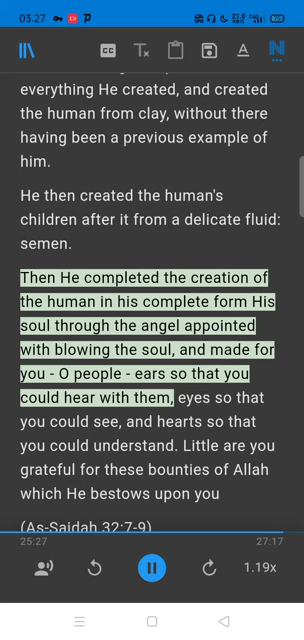 03.27
21.0
KB/S
everything He created, and created
the human from clay, without there
having been a previous example of
him.
He then created the human's
children after it from a delicate fluid:
semen.
Then He completed the creation of
the human in his complete form His
soul through the angel appointed
with blowing the soul, and made for
you - O people - ears so that you
could hear with them, eyes so that
you could see, and hearts so that
you could understand. Little are you
grateful for these bounties of Allah
which He bestows upon you
(As-Sajdah 32:7-9)
25:27
27:17
1.19x